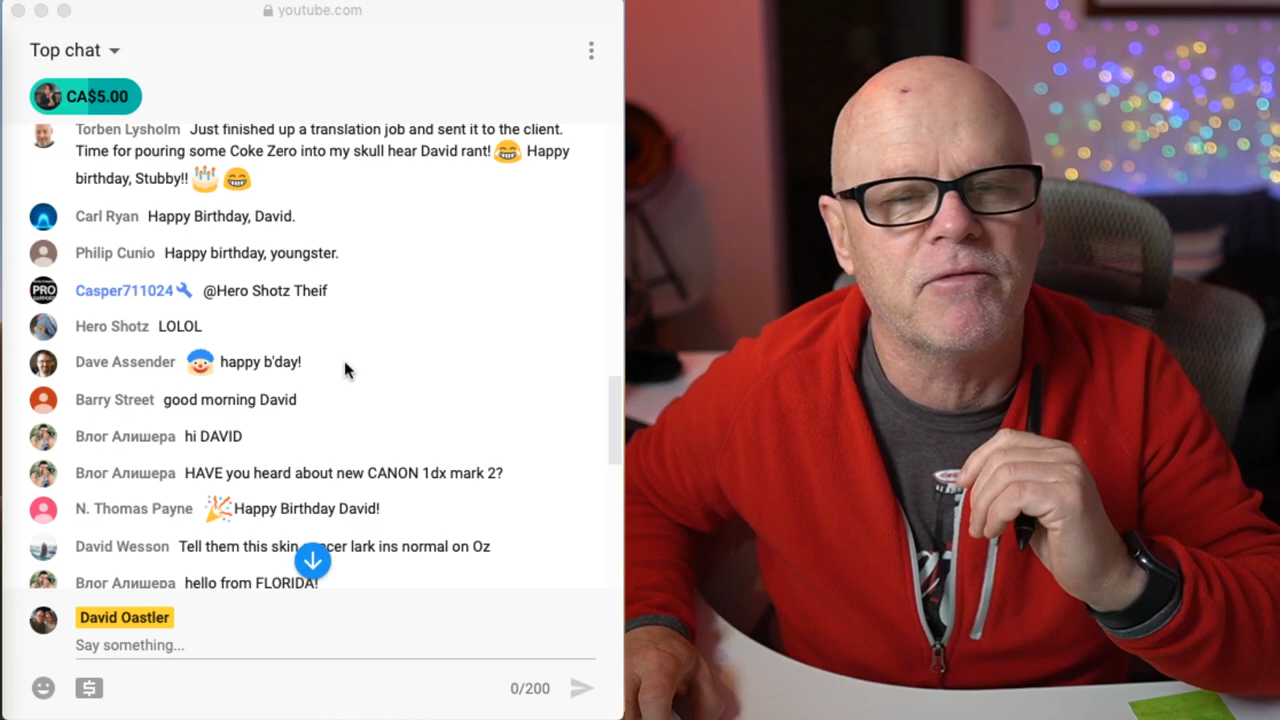 youtube.com
Top chat
CA$5.00
Torben Lysholm Just finished up a translation job and sent it to the client.
Time for pouring some Coke Zero into my skull hear David rant! 😂 Happy
birthday, Stubby!! 🎂 😁
Carl Ryan Happy Birthday, David.
Philip Cunio Happy birthday, youngster.
PRO
Casper711024 @Hero Shotz Theif
Hero Shotz LOLOL
Dave Assender 🤡 happy b'day!
Barry Street good morning David
Влог Алишера hi DAVID
Влог Алишера HAVE you heard about new CANON 1dx mark 2?
N. Thomas Payne 🎉 Happy Birthday David!
David Wesson Tell them this skin lark ins normal on Oz
Влог Алишера hello from FLORIDA!
David Oastler
Say something...
0/200